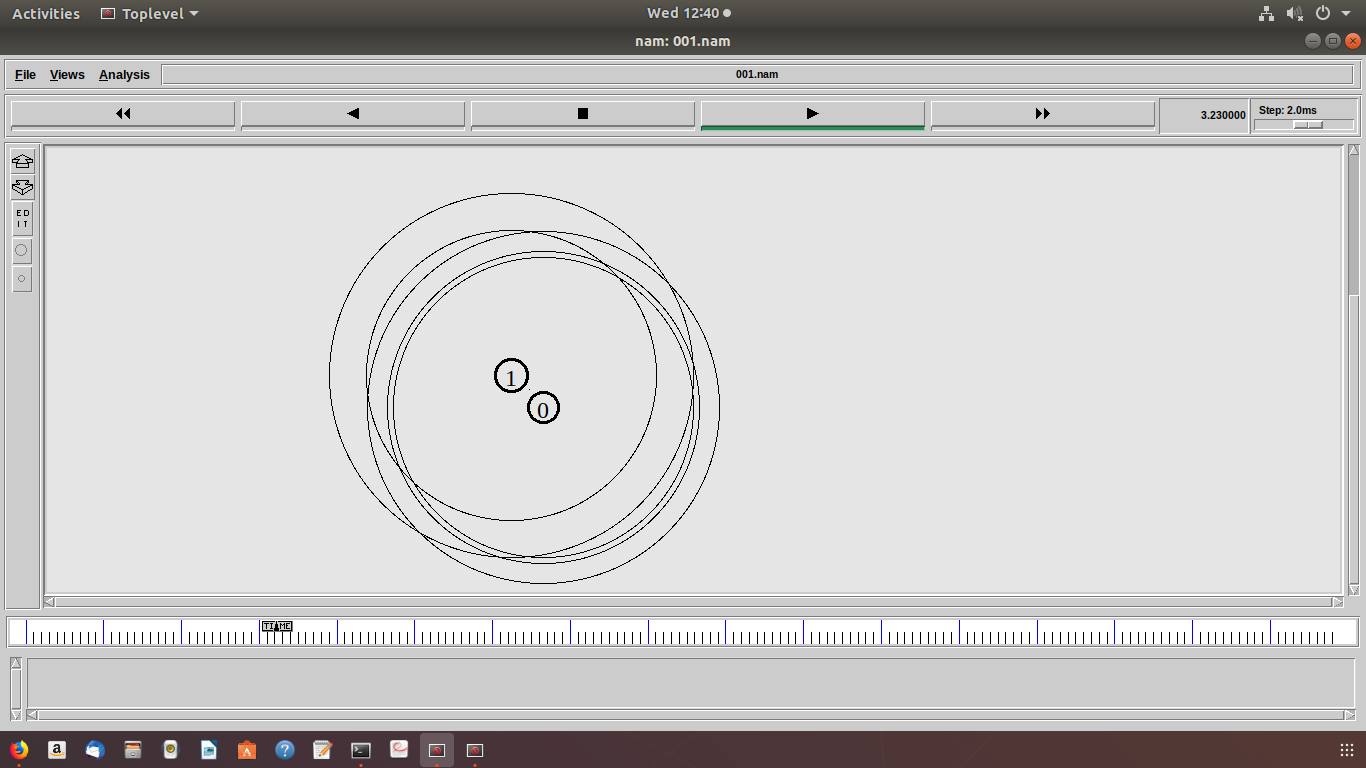 Activities Toplevel Wed 12:40
nam: 001.nam
File Views Analysis 001.nam
3.230000 Step: 2.0ms
ED
IT
1
0
TIME